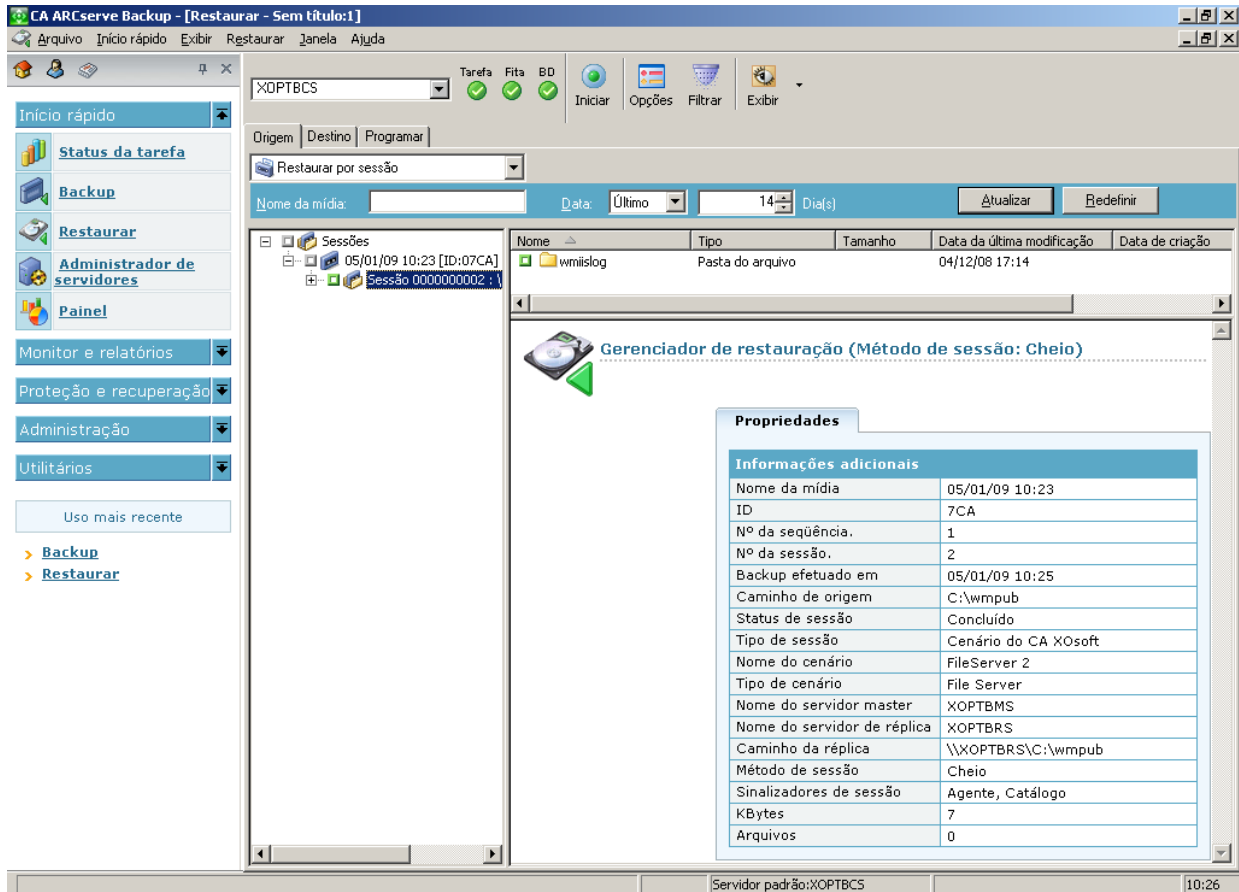 CA ARCserve Backup - [Restaurar - Sem título:1]
Arquivo Início rápido Exibir Restaurar Janela Ajuda
XOPTBCS
Tarefa Fita BD
Iniciar Opções Filtrar Exibir
Início rápido
Status da tarefa
Backup
Restaurar
Administrador de servidores
Painel
Monitor e relatórios
Proteção e recuperação
Administração
Utilitários
Uso mais recente
Backup
Restaurar
Origem Destino Programar
Restaurar por sessão
Nome da mídia: Data: Último 14 Dia(s) Atualizar Redefinir
Sessões
05/01/09 10:23 [ID:07CA]
Sessão 0000000002 : \
Nome Tipo Tamanho Data da última modificação Data de criação
wmiislog Pasta do arquivo 04/12/08 17:14
Gerenciador de restauração (Método de sessão: Cheio)
Propriedades
Informações adicionais
Nome da mídia 05/01/09 10:23
ID 7CA
Nº da seqüência. 1
Nº da sessão. 2
Backup efetuado em 05/01/09 10:25
Caminho de origem C:\wmpub
Status de sessão Concluído
Tipo de sessão Cenário do CA XOsoft
Nome do cenário FileServer 2
Tipo de cenário File Server
Nome do servidor master XOPTBMS
Nome do servidor de réplica XOPTBRS
Caminho da réplica \\XOPTBRS\C:\wmpub
Método de sessão Cheio
Sinalizadores de sessão Agente, Catálogo
KBytes 7
Arquivos 0
Servidor padrão:XOPTBCS 10:26